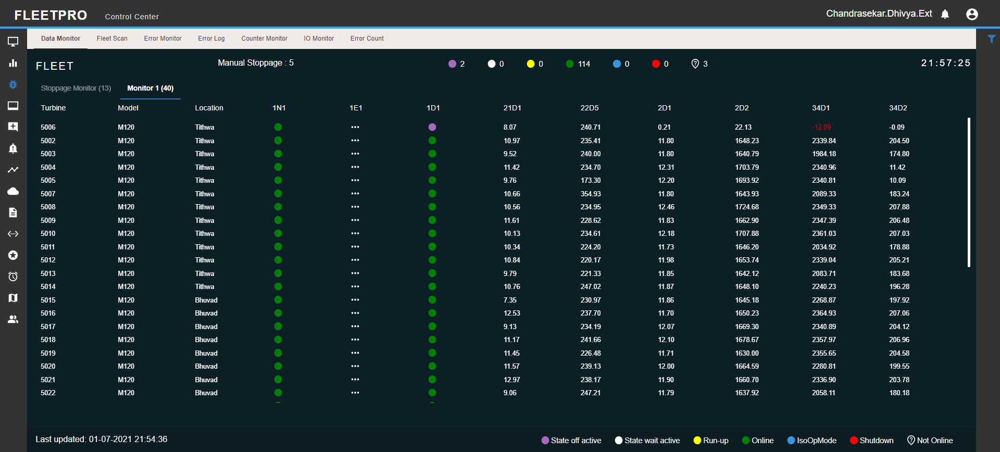 FLEETPRO Control Center Chandrasekar.Dhivya.Ext
Data Monitor Fleet Scan Error Monitor Error Log Counter Monitor IO Monitor Error Count
FLEET Manual Stoppage : 5 2 0 0 114 0 0 3 21:57:25
Stoppage Monitor (13) Monitor 1 (40)
Turbine Model Location 1N1 1E1 1D1 21D1 22D5 2D1 2D2 34D1 34D2
5006 M120 Tithwa ••• 8.07 240.71 0.21 22.13 -12.09 -0.09
5002 M120 Tithwa ••• 10.97 235.41 11.80 1648.23 2339.84 204.50
5003 M120 Tithwa ••• 9.52 240.00 11.80 1640.79 1984.18 174.80
5004 M120 Tithwa ••• 11.42 234.70 12.31 1703.79 2340.96 11.42
5005 M120 Tithwa ••• 9.76 173.30 12.20 1693.92 2340.81 10.09
5007 M120 Tithwa ••• 10.66 354.93 11.80 1643.93 2089.33 183.24
5008 M120 Tithwa ••• 10.56 234.95 12.46 1724.68 2349.33 207.88
5009 M120 Tithwa ••• 11.61 228.62 11.83 1662.90 2347.39 206.48
5010 M120 Tithwa ••• 10.13 234.61 12.18 1707.88 2361.03 207.03
5011 M120 Tithwa ••• 10.34 224.20 11.73 1646.20 2034.92 178.88
5012 M120 Tithwa ••• 10.84 220.17 11.98 1653.74 2339.04 205.21
5013 M120 Tithwa ••• 9.79 221.33 11.85 1642.12 2083.71 183.68
5014 M120 Tithwa ••• 10.76 247.02 11.87 1648.10 2240.23 196.28
5015 M120 Bhuvad ••• 7.35 230.97 11.86 1645.18 2268.87 197.92
5016 M120 Bhuvad ••• 12.53 237.70 11.70 1650.23 2364.93 207.06
5017 M120 Bhuvad ••• 9.13 234.19 12.07 1669.30 2340.89 204.12
5018 M120 Bhuvad ••• 11.17 241.66 12.10 1678.67 2357.97 206.96
5019 M120 Bhuvad ••• 11.45 226.48 11.71 1630.00 2355.65 204.58
5020 M120 Bhuvad ••• 11.57 239.13 12.00 1664.59 2280.81 199.55
5021 M120 Bhuvad ••• 12.97 238.17 11.90 1660.70 2336.90 203.78
5022 M120 Bhuvad ••• 9.06 247.21 11.79 1637.92 2058.11 180.18
Last updated: 01-07-2021 21:54:36 State off active State wait active Run-up Online IsoOpMode Shutdown Not Online